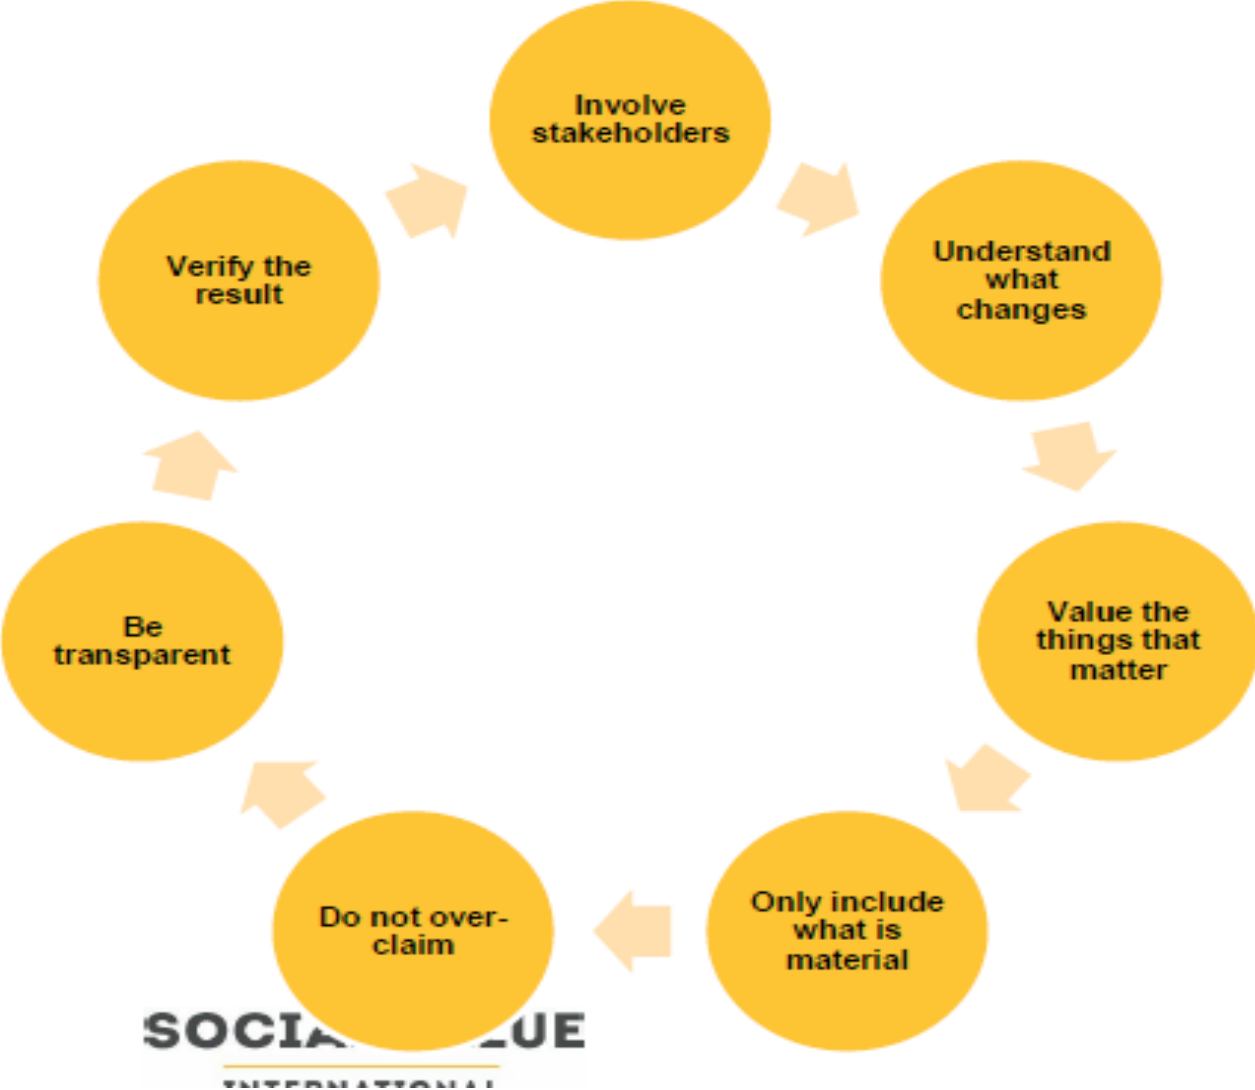 Involve
stakeholders
Understand
what
changes
Value the
things that
matter
Only include
what is
material
Do not over-
claim
Be
transparent
Verify the
result
INTERNATIONAL